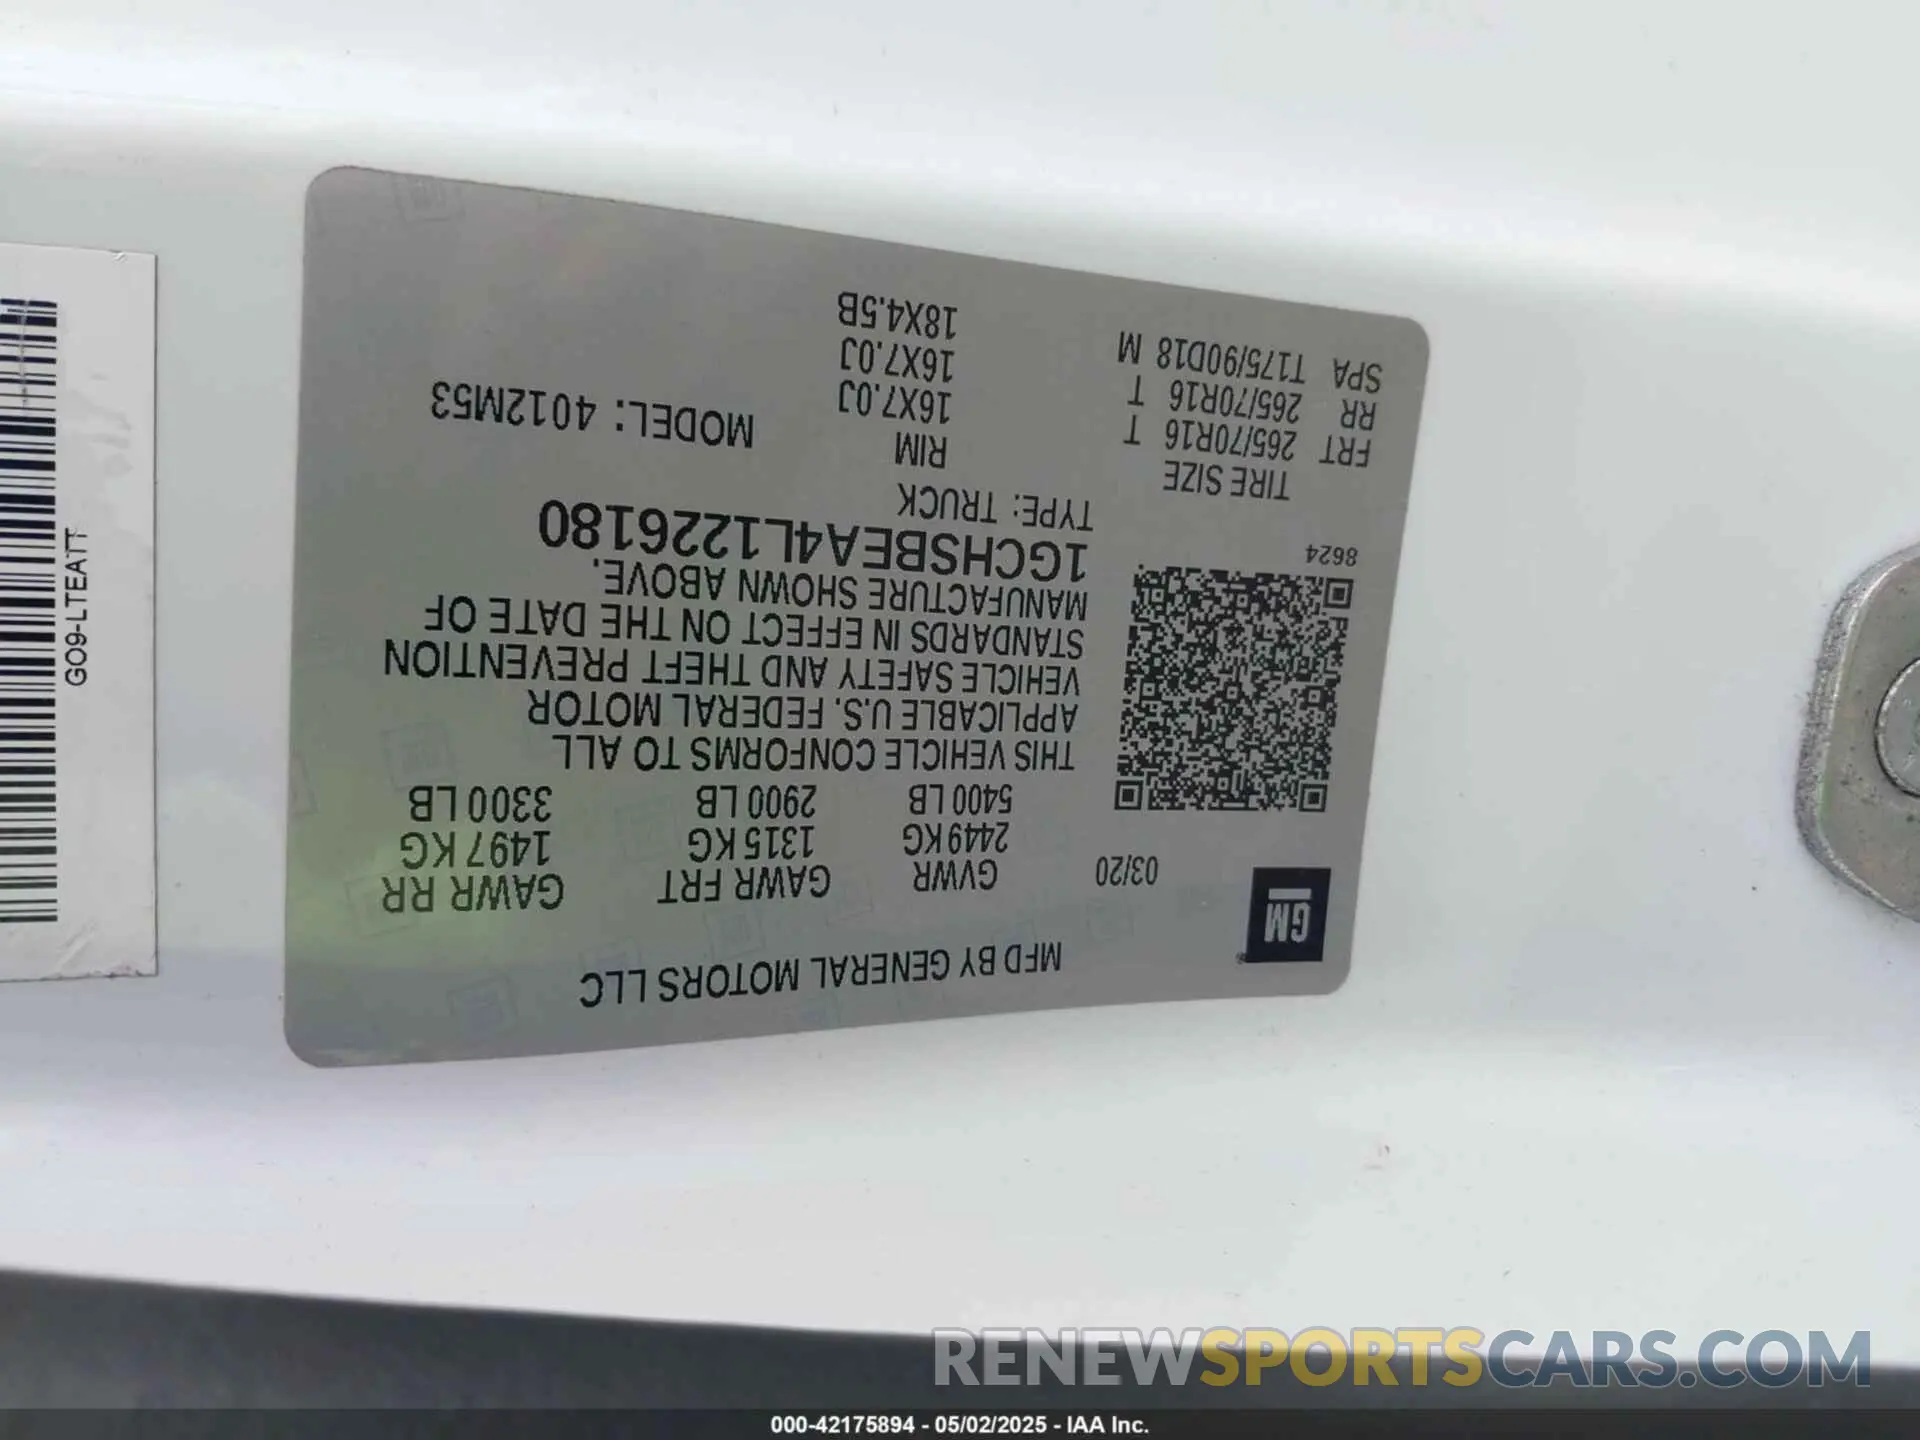 MFD BY GENERAL MOTORS LLC
GM
®
03/20
GVWR GAWR FRT GAWR RR
2449 KG 1315 KG 1497 KG
5400 LB 2900 LB 3300 LB
THIS VEHICLE CONFORMS TO ALL
APPLICABLE U.S. FEDERAL MOTOR
VEHICLE SAFETY AND THEFT PREVENTION
STANDARDS IN EFFECT ON THE DATE OF
MANUFACTURE SHOWN ABOVE.
1GCHSBEA4L1226180
8624
TYPE: TRUCK
TIRE SIZE RIM MODEL: 4012M53
FRT 265/70R16 T 16X7.0J
RR 265/70R16 T 16X7.0J
SPA T175/90D18 M 18X4.5B
GO9-LTEATT
RENEWSPORTSCARS.COM
000-42175894 - 05/02/2025 - IAA Inc.